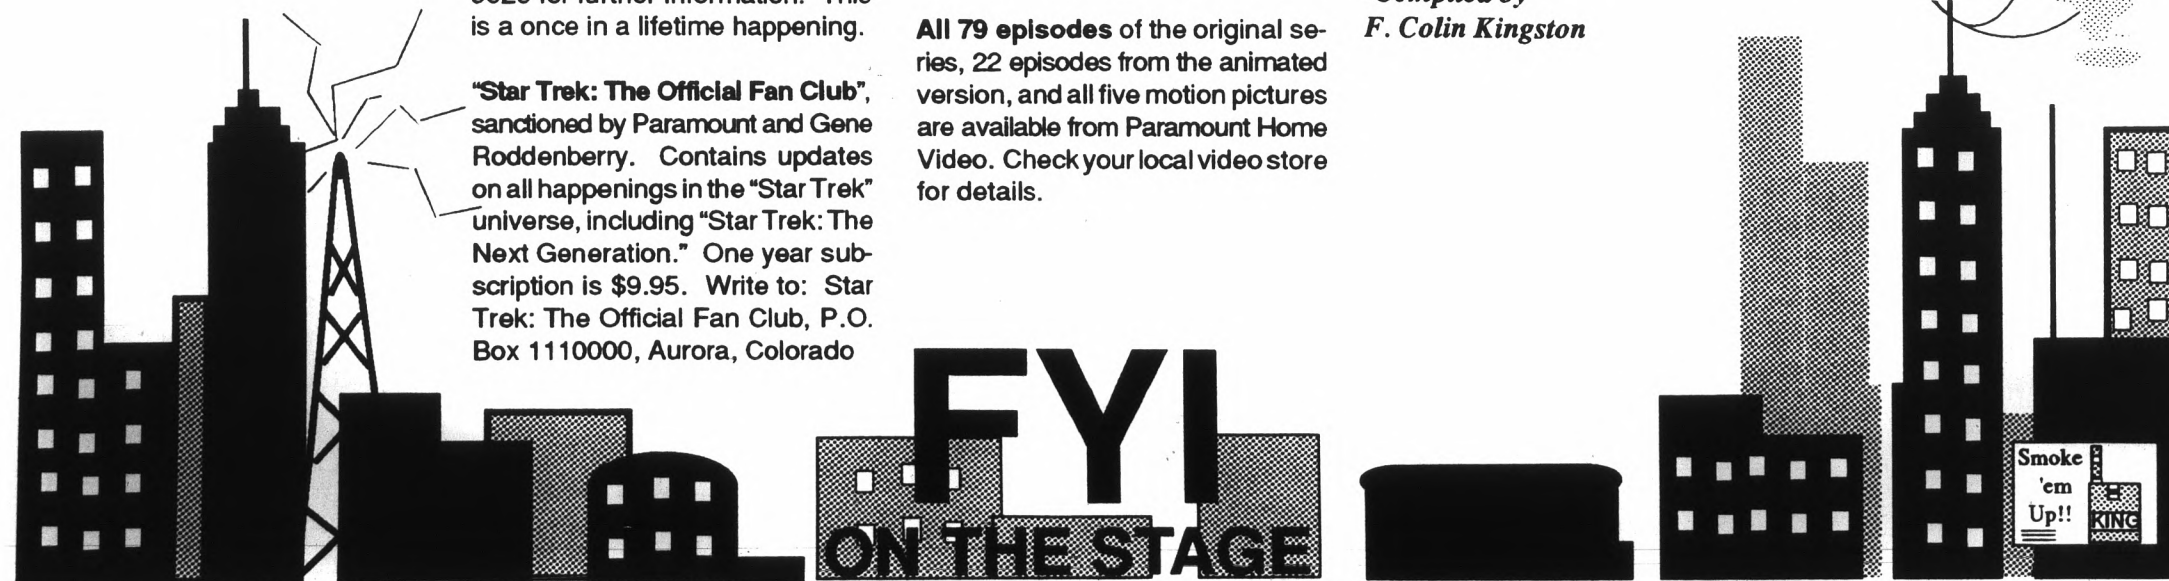 is a once in a lifetime happening.
“Star Trek: The Official Fan Club”,
sanctioned by Paramount and Gene
Roddenberry. Contains updates
on all happenings in the “Star Trek”
universe, including “Star Trek: The
Next Generation.” One year sub-
scription is $9.95. Write to: Star
Trek: The Official Fan Club, P.O.
Box 1110000, Aurora, Colorado
All 79 episodes of the original se-
ries, 22 episodes from the animated
version, and all five motion pictures
are available from Paramount Home
Video. Check your local video store
for details.
F. Colin Kingston
FYI
ON THE STAGE
Smoke
'em
Up!!
KING